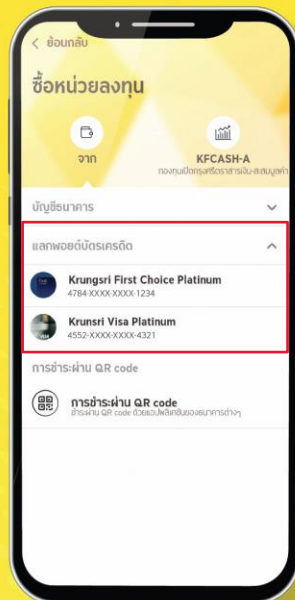 < ย้อนกลับ
ซื้อหน่วยลงทุน
จาก
KFCASH-A
กองทุนเปิดกรุงศรีตราสารเงิน-สะสมมูลค่า
บัญชีธนาคาร
แลกพอยต์บัตรเครดิต
Krungsri First Choice Platinum
4784-XXXX-XXXX-1234
Krunsri Visa Platinum
4552-XXXX-XXXX-4321
การชำระผ่าน QR code
การชำระผ่าน QR code
ชำระผ่าน QR code ด้วยแอปพลิเคชันของธนาคารต่างๆ